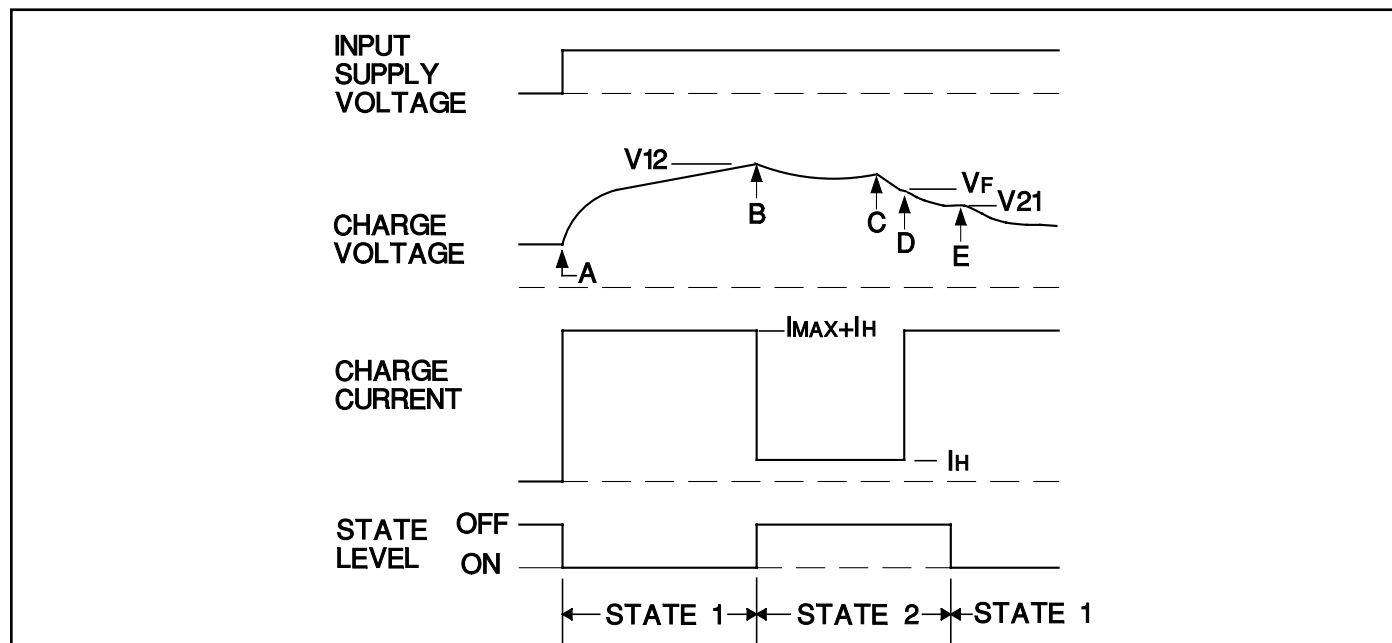 INPUT
SUPPLY
VOLTAGE
V12
VF
V21
B
C
D
E
CHARGE
VOLTAGE
A
IMAX+IH
CHARGE
CURRENT
IH
STATE
LEVEL
OFF
ON
STATE 1
STATE 2
STATE 1